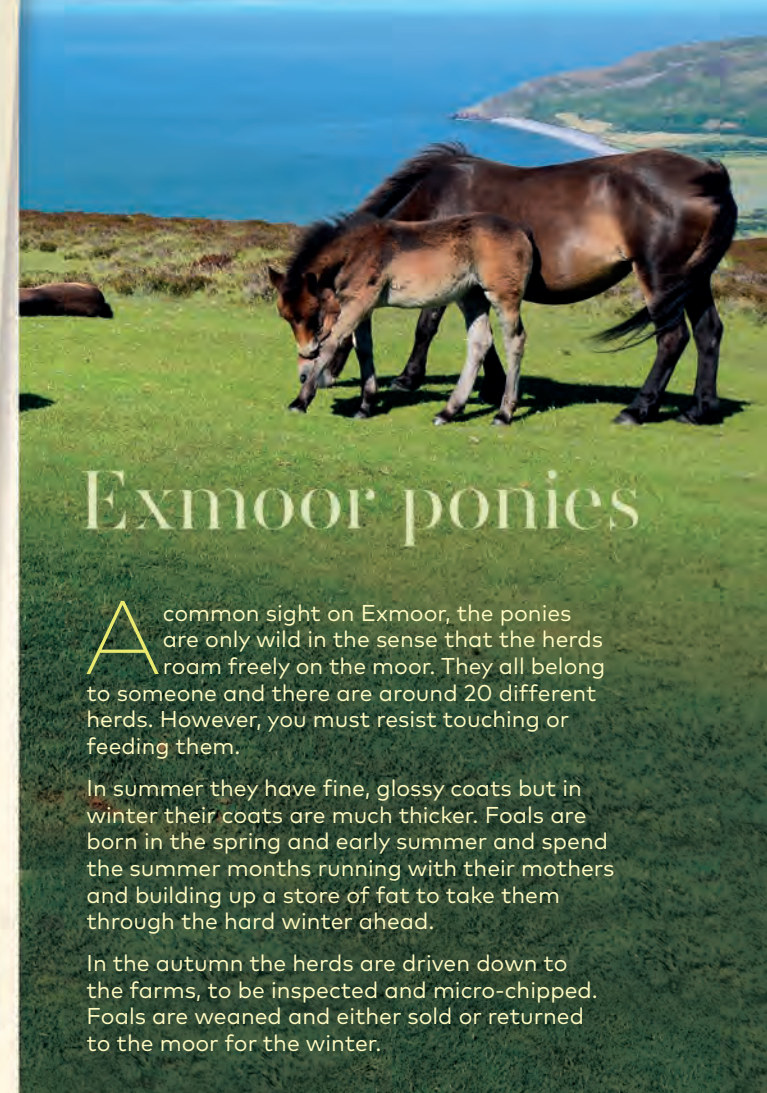 Exmoor ponies
A common sight on Exmoor, the ponies
are only wild in the sense that the herds
roam freely on the moor. They all belong
to someone and there are around 20 different
herds. However, you must resist touching or
feeding them.
In summer they have fine, glossy coats but in
winter their coats are much thicker. Foals are
born in the spring and early summer and spend
the summer months running with their mothers
and building up a store of fat to take them
through the hard winter ahead.
In the autumn the herds are driven down to
the farms, to be inspected and micro-chipped.
Foals are weaned and either sold or returned
to the moor for the winter.